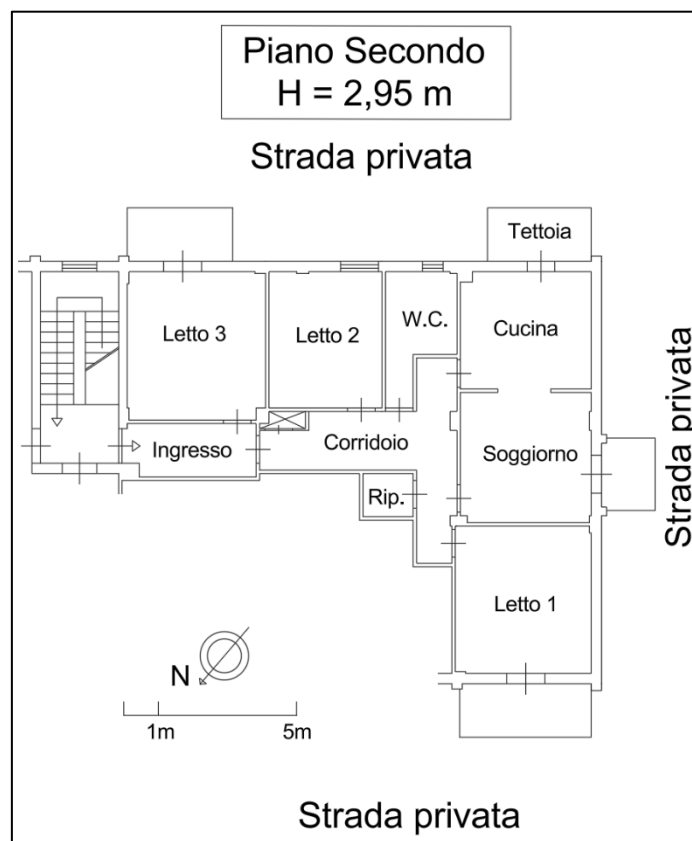 Piano Secondo
H = 2,95 m
Strada privata
Tettoia
Letto 3
Letto 2
W.C.
Cucina
Ingresso
Corridoio
Soggiorno
Strada privata
Rip.
Letto 1
N
1m
5m
Strada privata